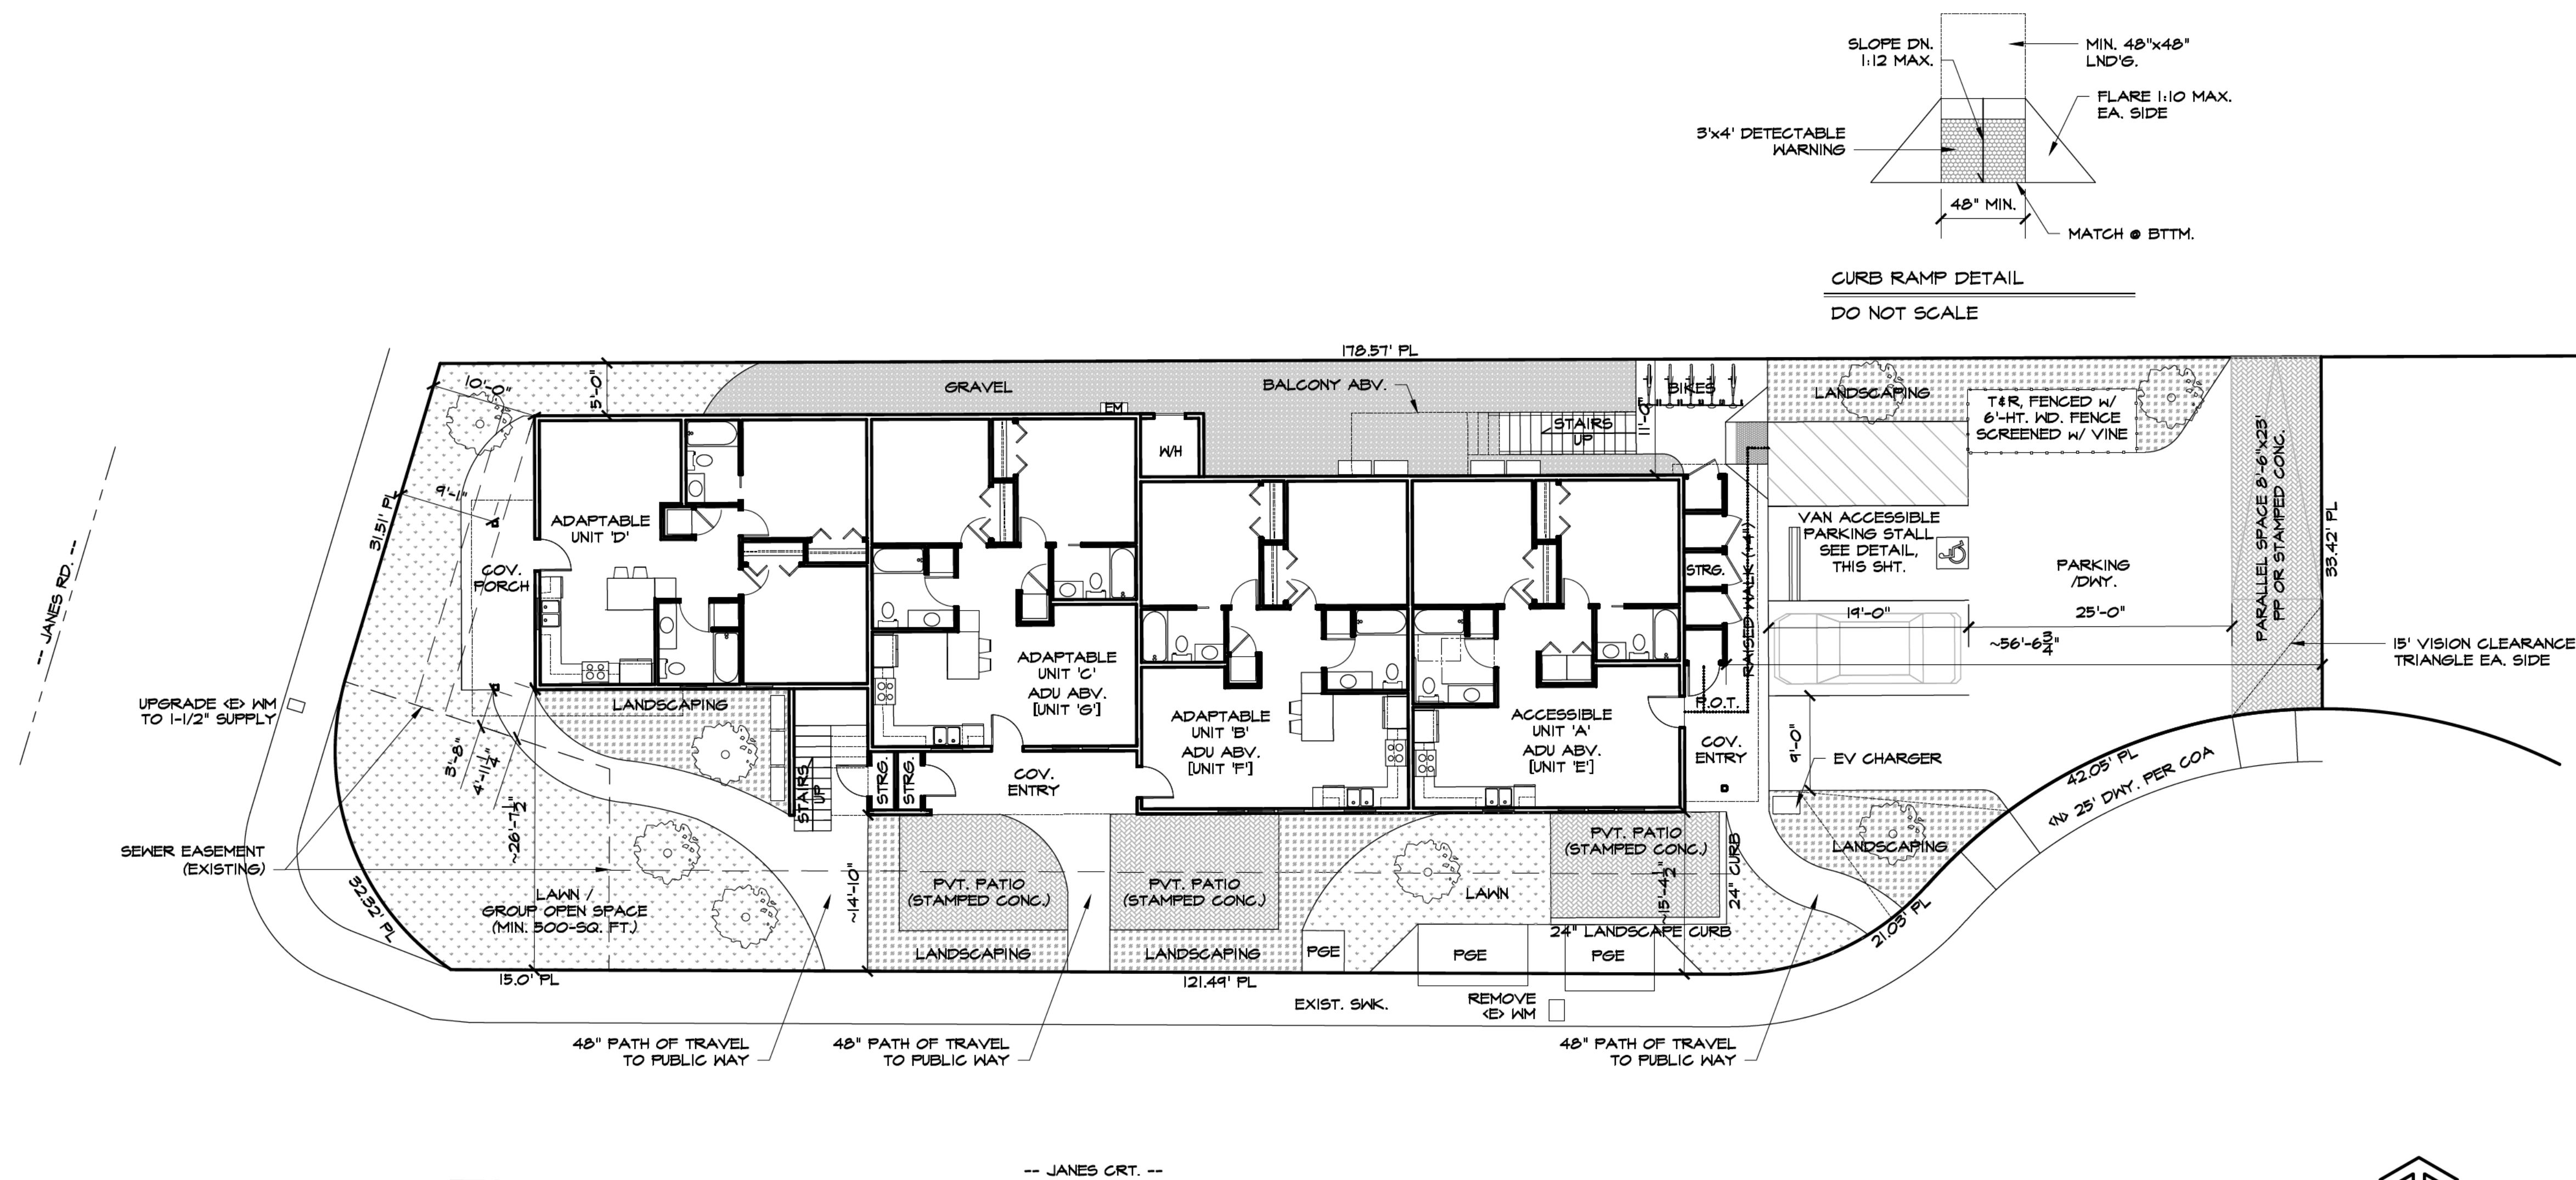 SLOPE DN.
1:12 MAX.
MIN. 48"x48"
LND'G.
FLARE 1:10 MAX.
EA. SIDE
3'x4' DETECTABLE
WARNING
48" MIN.
MATCH @ BTTM.
CURB RAMP DETAIL
DO NOT SCALE
178.57' PL
10'-0"
5'-0"
GRAVEL
EM
BALCONY ABV.
BIKES
LANDSCAPING
T&R, FENCED W/
6'-HT. WD. FENCE
SCREENED W/ VINE
STAIRS
UP
11'-0"
W/H
PARALLEL SPACE 8'-6"x23'
PP OR STAMPED CONC.
9'-1"
31.51' PL
ADAPTABLE
UNIT 'D'
COV.
PORCH
VAN ACCESSIBLE
PARKING STALL
SEE DETAIL,
THIS SHT.
STRG.
RAISED WALK (+4")
PARKING
/DWY.
33.42' PL
-- JANES RD. --
19'-0"
25'-0"
~56'-6 3/4"
15' VISION CLEARANCE
TRIANGLE EA. SIDE
ADAPTABLE
UNIT 'C'
ADU ABV.
[UNIT 'G']
ADAPTABLE
UNIT 'B'
ADU ABV.
[UNIT 'F']
ACCESSIBLE
UNIT 'A'
ADU ABV.
[UNIT 'E']
P.O.T.
COV.
ENTRY
UPGRADE <E> WM
TO 1-1/2" SUPPLY
LANDSCAPING
3'-8"
4'-11 1/4"
STAIRS
UP
STRG.
STRG.
COV.
ENTRY
9'-0"
EV CHARGER
42.05' PL
<N> 25' DWY. PER COA
~26'-7 1/2"
SEWER EASEMENT
(EXISTING)
32.32' PL
LAWN /
GROUP OPEN SPACE
(MIN. 500-SQ. FT.)
~14'-10"
PVT. PATIO
(STAMPED CONC.)
PVT. PATIO
(STAMPED CONC.)
LAWN
PVT. PATIO
(STAMPED CONC.)
~15'-4 1/2"
24" CURB
LANDSCAPING
24" LANDSCAPE CURB
21.03' PL
LANDSCAPING
LANDSCAPING
PGE
PGE
PGE
15.0' PL
121.49' PL
EXIST. SWK.
REMOVE
<E> WM
48" PATH OF TRAVEL
TO PUBLIC WAY
48" PATH OF TRAVEL
TO PUBLIC WAY
48" PATH OF TRAVEL
TO PUBLIC WAY
-- JANES CRT. --